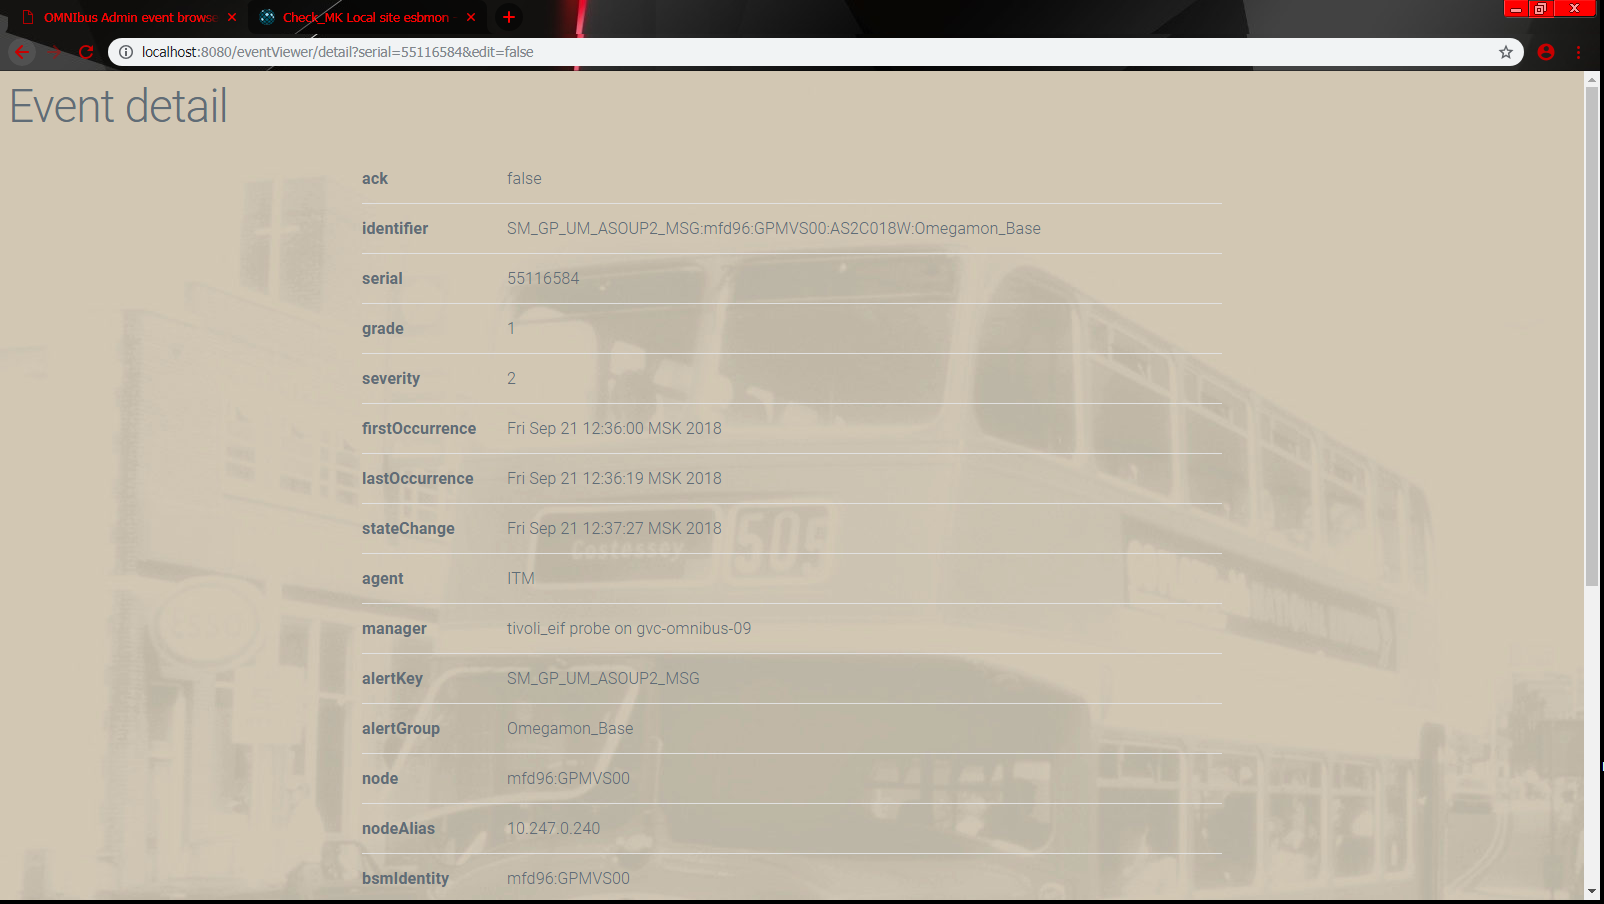 OMNIbus Admin event browse
Check_MK Local site esbmon
localhost:8080/eventViewer/detail?serial=55116584&edit=false
Event detail
ack false
identifier SM_GP_UM_ASOUP2_MSG:mfd96:GPMVS00:AS2C018W:Omegamon_Base
serial 55116584
grade 1
severity 2
firstOccurrence Fri Sep 21 12:36:00 MSK 2018
lastOccurrence Fri Sep 21 12:36:19 MSK 2018
stateChange Fri Sep 21 12:37:27 MSK 2018
Costessey 505
agent ITM
manager tivoli_eif probe on gvc-omnibus-09
alertKey SM_GP_UM_ASOUP2_MSG
alertGroup Omegamon_Base
node mfd96:GPMVS00
nodeAlias 10.247.0.240
bsmIdentity mfd96:GPMVS00